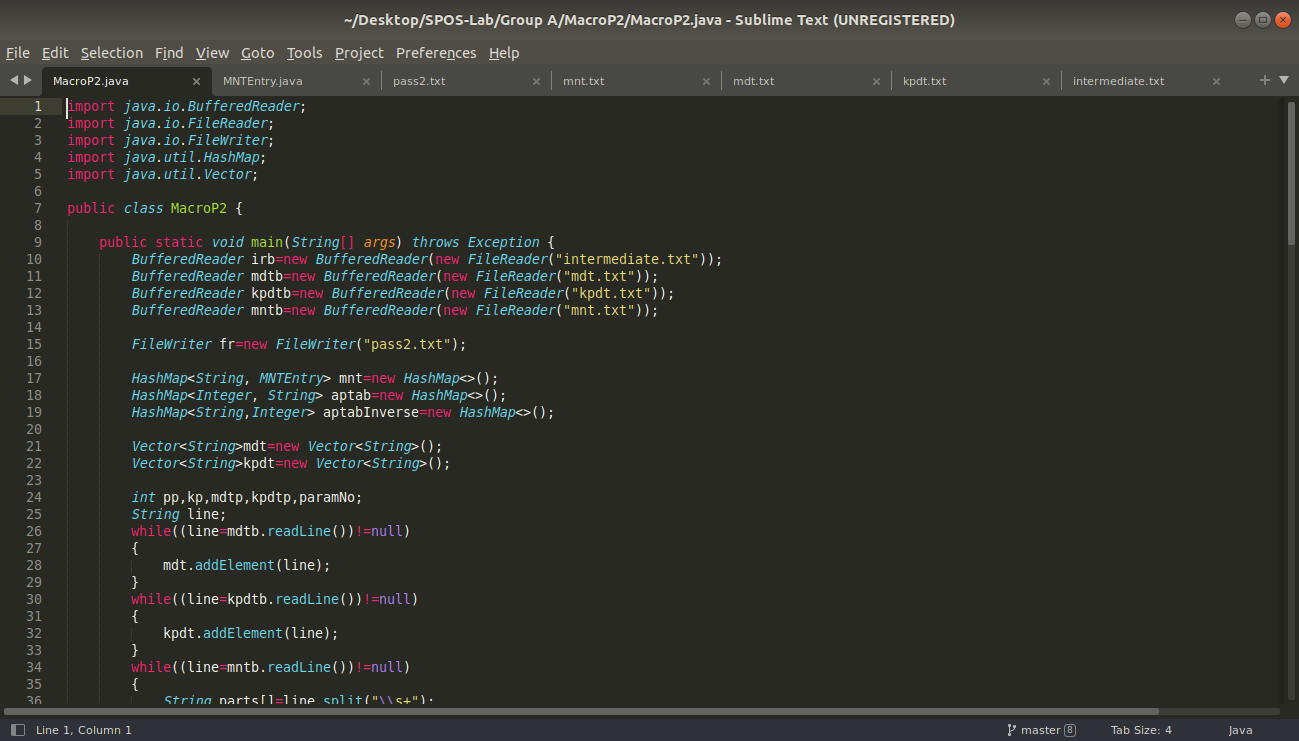 ~/Desktop/SPOS-Lab/Group A/MacroP2/MacroP2.java - Sublime Text (UNREGISTERED)
File Edit Selection Find View Goto Tools Project Preferences Help
MacroP2.java MNTEntry.java pass2.txt mnt.txt mdt.txt kpdt.txt intermediate.txt
1 import java.io.BufferedReader;
2 import java.io.FileReader;
3 import java.io.FileWriter;
4 import java.util.HashMap;
5 import java.util.Vector;
6
7 public class MacroP2 {
8
9 public static void main(String[] args) throws Exception {
10 BufferedReader irb=new BufferedReader(new FileReader("intermediate.txt"));
11 BufferedReader mdtb=new BufferedReader(new FileReader("mdt.txt"));
12 BufferedReader kpdtb=new BufferedReader(new FileReader("kpdt.txt"));
13 BufferedReader mntb=new BufferedReader(new FileReader("mnt.txt"));
14
15 FileWriter fr=new FileWriter("pass2.txt");
16
17 HashMap<String, MNTEntry> mnt=new HashMap<>();
18 HashMap<Integer, String> aptab=new HashMap<>();
19 HashMap<String,Integer> aptabInverse=new HashMap<>();
20
21 Vector<String>mdt=new Vector<String>();
22 Vector<String>kpdt=new Vector<String>();
23
24 int pp,kp,mdtp,kpdtp,paramNo;
25 String line;
26 while((line=mdtb.readLine())!=null)
27 {
28 mdt.addElement(line);
29 }
30 while((line=kpdtb.readLine())!=null)
31 {
32 kpdt.addElement(line);
33 }
34 while((line=mntb.readLine())!=null)
35 {
36 String parts[]=line.split("\\s+");
Line 1, Column 1 master 8 Tab Size: 4 Java